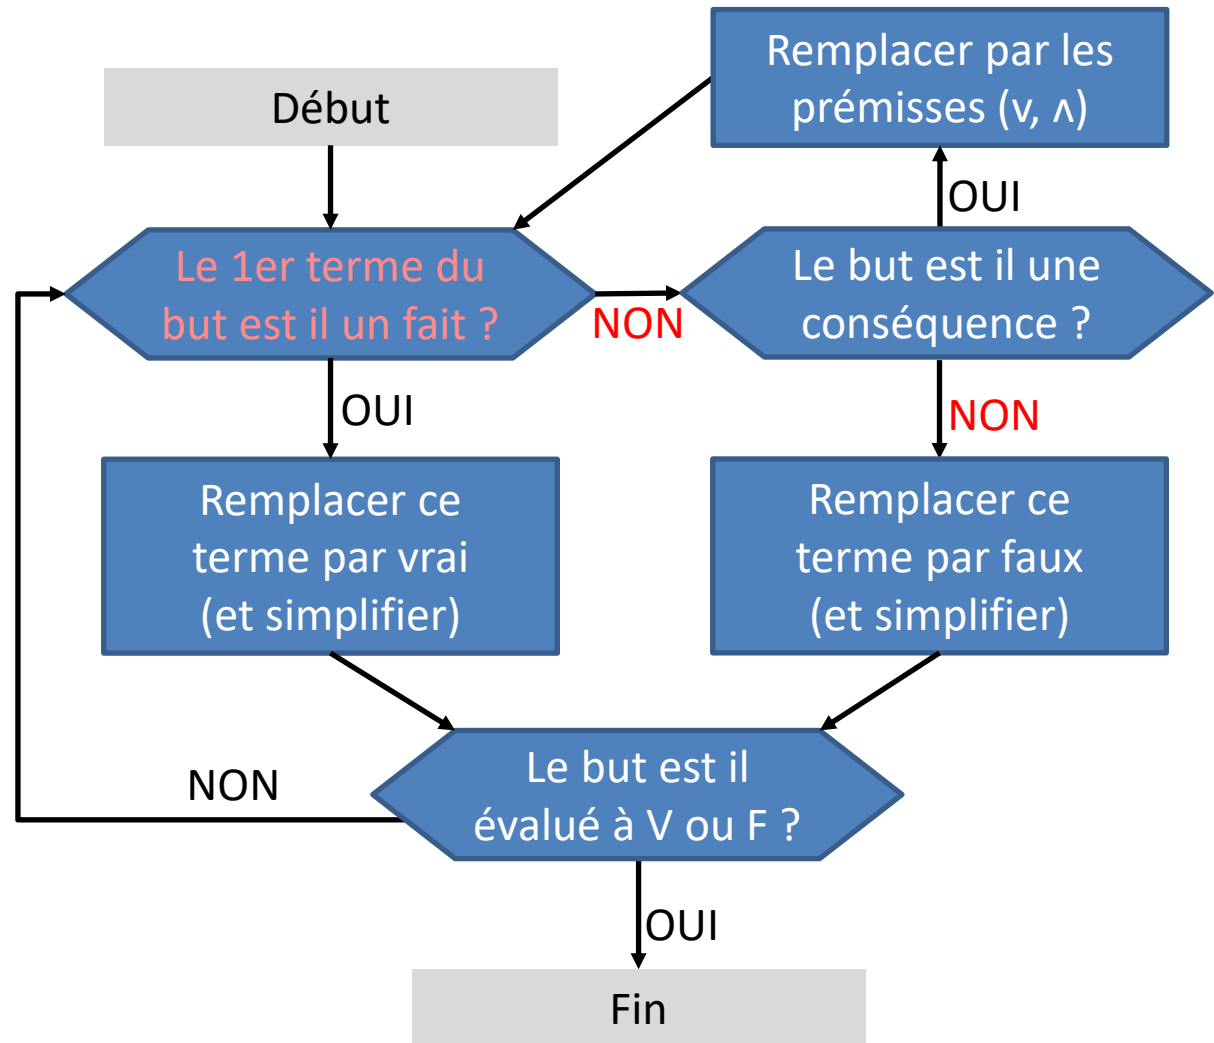 Début
Remplacer par les
prémisses (v, ʌ)
OUI
Le 1er terme du
but est il un fait ?
NON
Le but est il une
conséquence ?
OUI
NON
Remplacer ce
terme par vrai
(et simplifier)
Remplacer ce
terme par faux
(et simplifier)
NON
Le but est il
évalué à V ou F ?
OUI
Fin